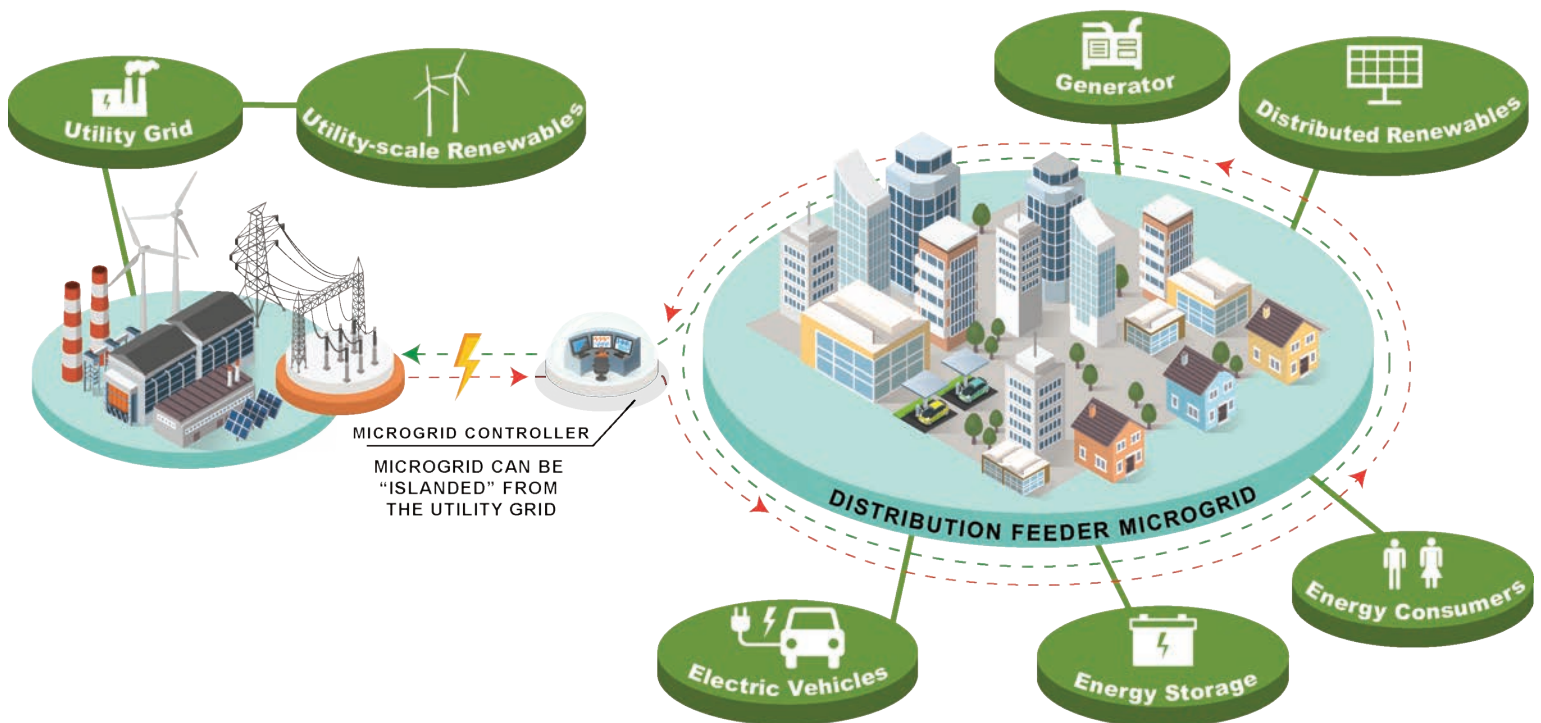 Utility Grid
Utility-scale Renewables
Generator
Distributed Renewables
MICROGRID CONTROLLER
MICROGRID CAN BE
“ISLANDED” FROM
THE UTILITY GRID
DISTRIBUTION FEEDER MICROGRID
Energy Consumers
Electric Vehicles
Energy Storage